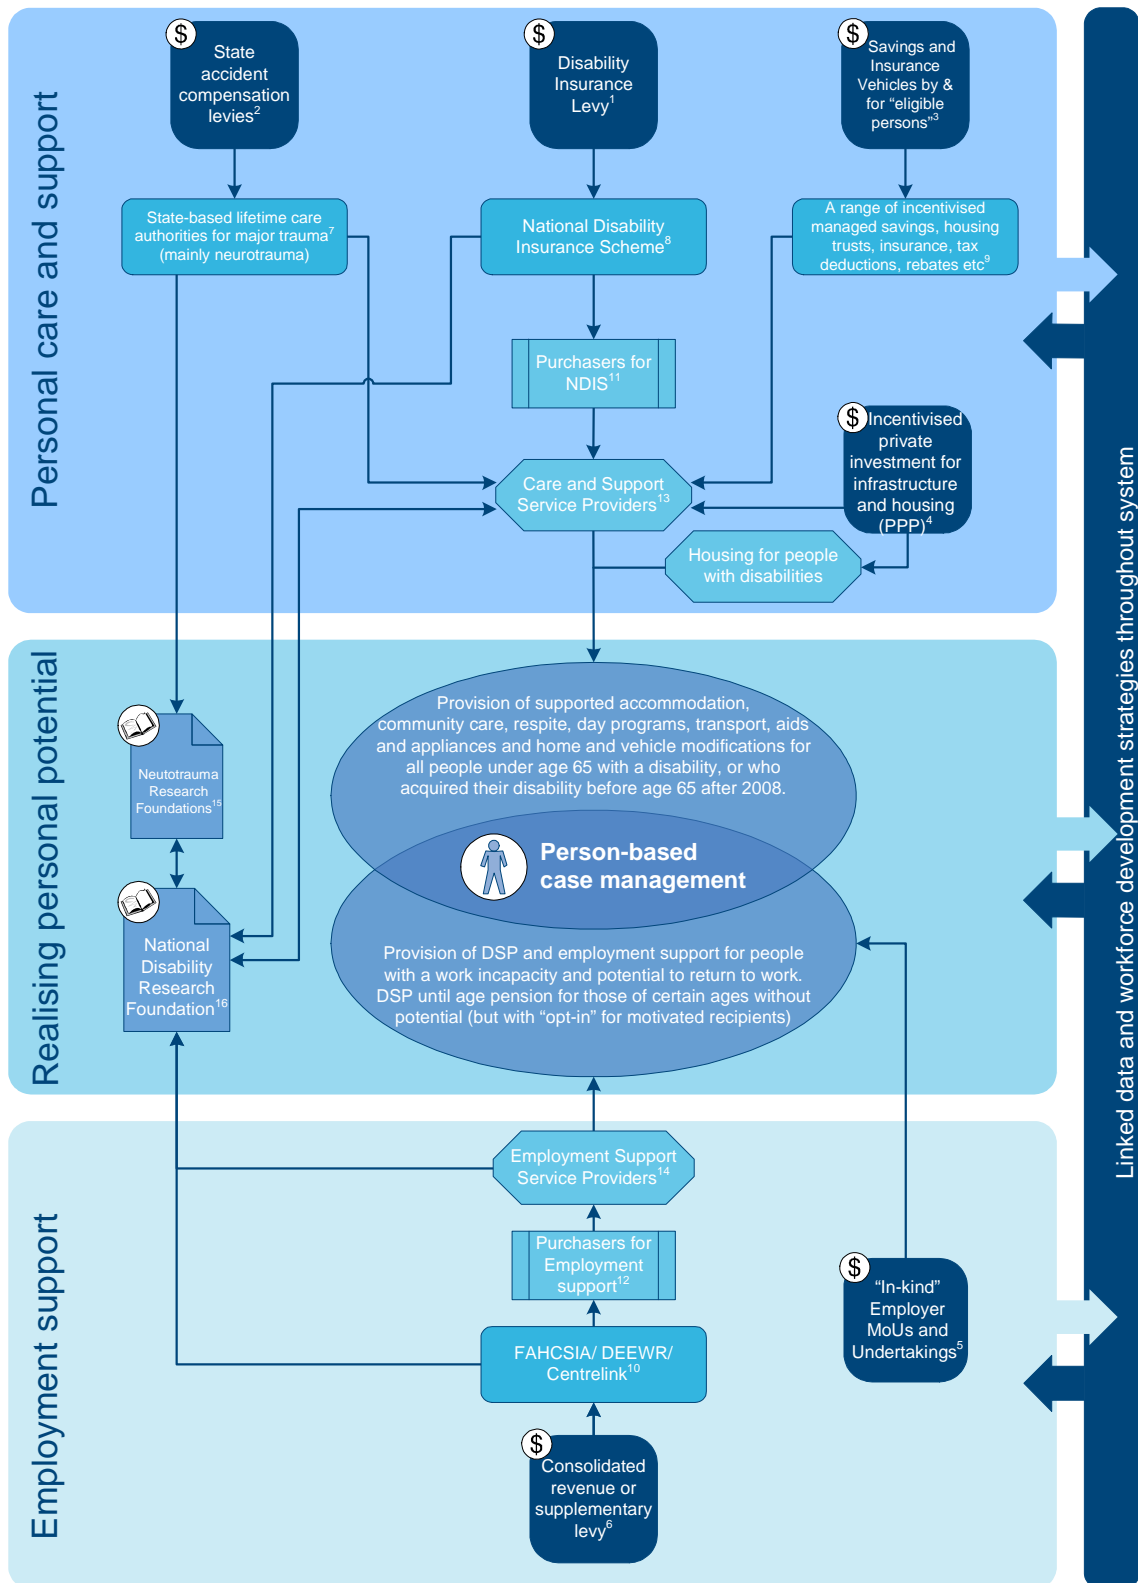 Personal care and support
$
State
accident
compensation
levies2
$
Disability
Insurance
Levy1
$
Savings and
Insurance
Vehicles by &
for “eligible
persons”3
State-based lifetime care
authorities for major trauma7
(mainly neurotrauma)
National Disability
Insurance Scheme8
A range of incentivised
managed savings, housing
trusts, insurance, tax
deductions, rebates etc9
Purchasers for
NDIS11
$
Incentivised
private
investment for
infrastructure
and housing
(PPP)4
Care and Support
Service Providers13
Housing for people
with disabilities
Realising personal potential
Provision of supported accommodation,
community care, respite, day programs, transport, aids
and appliances and home and vehicle modifications for
all people under age 65 with a disability, or who
acquired their disability before age 65 after 2008.
Neutotrauma
Research
Foundations15
Person-based
case management
National
Disability
Research
Foundation16
Provision of DSP and employment support for people
with a work incapacity and potential to return to work.
DSP until age pension for those of certain ages without
potential (but with “opt-in” for motivated recipients)
Employment support
Employment Support
Service Providers14
Purchasers for
Employment
support12
$
“In-kind”
Employer
MoUs and
Undertakings5
FAHCSIA/ DEEWR/
Centrelink10
$
Consolidated
revenue or
supplementary
levy6
Linked data and workforce development strategies throughout system